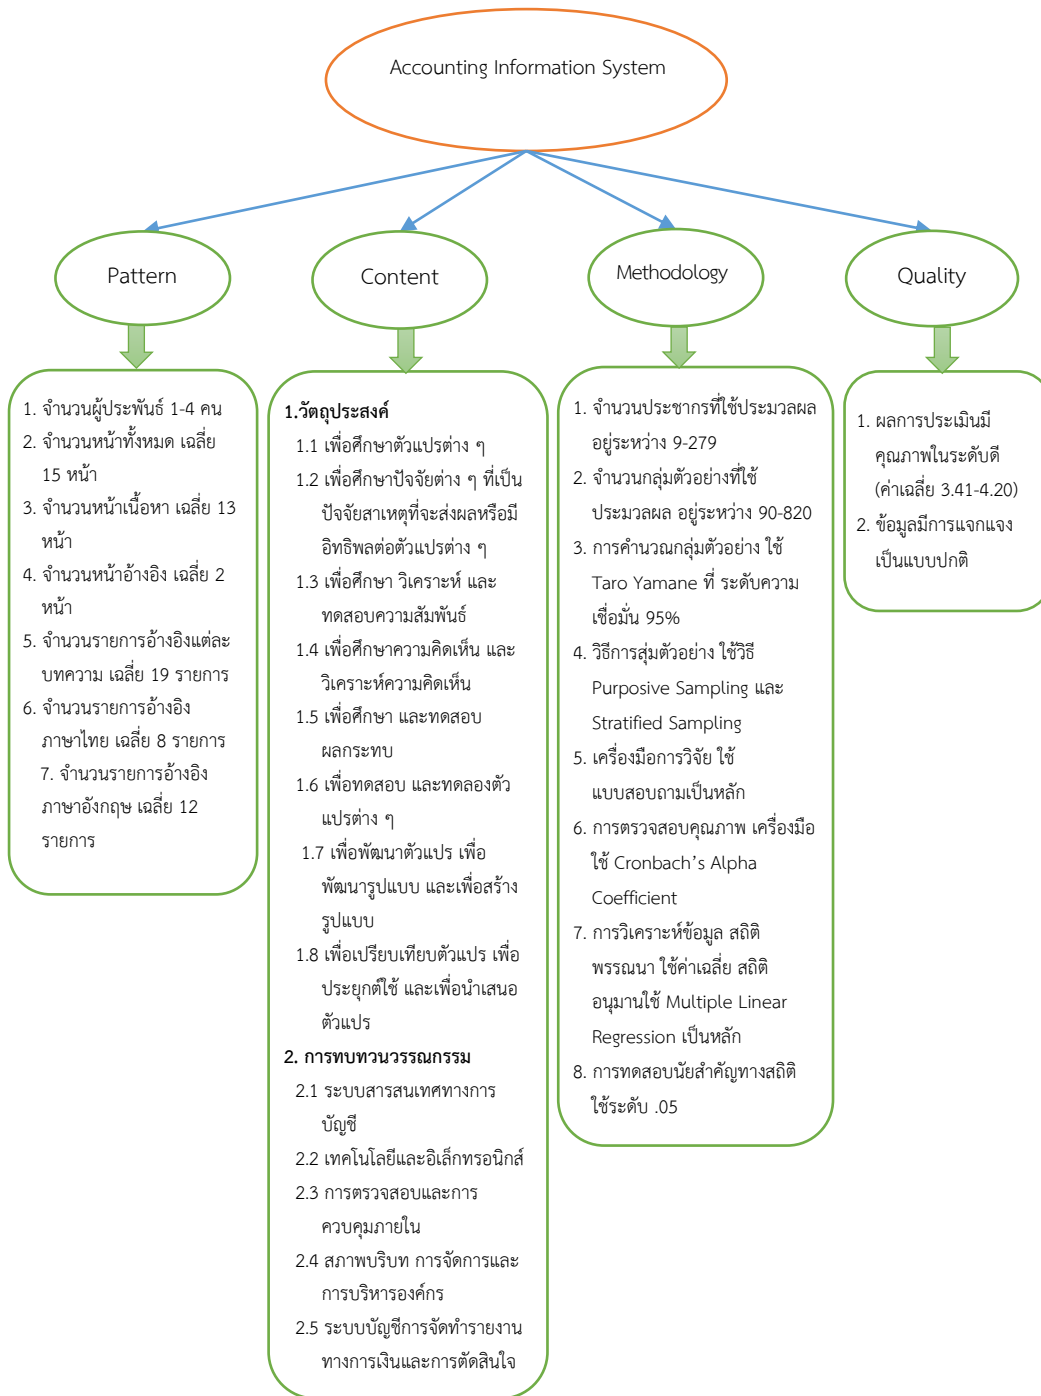 Accounting Information System
Pattern
Content
Methodology
Quality
1. จำนวนผู้ประพันธ์ 1-4 คน
2. จำนวนหน้าทั้งหมด เฉลี่ย
15 หน้า
3. จำนวนหน้าเนื้อหา เฉลี่ย 13
หน้า
4. จำนวนหน้าอ้างอิง เฉลี่ย 2
หน้า
5. จำนวนรายการอ้างอิงแต่ละ
บทความ เฉลี่ย 19 รายการ
6. จำนวนรายการอ้างอิง
ภาษาไทย เฉลี่ย 8 รายการ
7. จำนวนรายการอ้างอิง
ภาษาอังกฤษ เฉลี่ย 12
รายการ
1.วัตถุประสงค์
1.1 เพื่อศึกษาตัวแปรต่าง ๆ
1.2 เพื่อศึกษาปัจจัยต่าง ๆ ที่เป็น
ปัจจัยสาเหตุที่จะส่งผลหรือมี
อิทธิพลต่อตัวแปรต่าง ๆ
1.3 เพื่อศึกษา วิเคราะห์ และ
ทดสอบความสัมพันธ์
1.4 เพื่อศึกษาความคิดเห็น และ
วิเคราะห์ความคิดเห็น
1.5 เพื่อศึกษา และทดสอบ
ผลกระทบ
1.6 เพื่อทดสอบ และทดลองตัว
แปรต่าง ๆ
1.7 เพื่อพัฒนาตัวแปร เพื่อ
พัฒนารูปแบบ และเพื่อสร้าง
รูปแบบ
1.8 เพื่อเปรียบเทียบตัวแปร เพื่อ
ประยุกต์ใช้ และเพื่อนำเสนอ
ตัวแปร
2. การทบทวนวรรณกรรม
2.1 ระบบสารสนเทศทางการ
บัญชี
2.2 เทคโนโลยีและอิเล็กทรอนิกส์
2.3 การตรวจสอบและการ
ควบคุมภายใน
2.4 สภาพบริบท การจัดการและ
การบริหารองค์กร
2.5 ระบบบัญชีการจัดทำรายงาน
ทางการเงินและการตัดสินใจ
1. จำนวนประชากรที่ใช้ประมวลผล
อยู่ระหว่าง 9-279
2. จำนวนกลุ่มตัวอย่างที่ใช้
ประมวลผล อยู่ระหว่าง 90-820
3. การคำนวณกลุ่มตัวอย่าง ใช้
Taro Yamane ที่ ระดับความ
เชื่อมั่น 95%
4. วิธีการสุ่มตัวอย่าง ใช้วิธี
Purposive Sampling และ
Stratified Sampling
5. เครื่องมือการวิจัย ใช้
แบบสอบถามเป็นหลัก
6. การตรวจสอบคุณภาพ เครื่องมือ
ใช้ Cronbach’s Alpha
Coefficient
7. การวิเคราะห์ข้อมูล สถิติ
พรรณนา ใช้ค่าเฉลี่ย สถิติ
อนุมานใช้ Multiple Linear
Regression เป็นหลัก
8. การทดสอบนัยสำคัญทางสถิติ
ใช้ระดับ .05
1. ผลการประเมินมี
คุณภาพในระดับดี
(ค่าเฉลี่ย 3.41-4.20)
2. ข้อมูลมีการแจกแจง
เป็นแบบปกติ